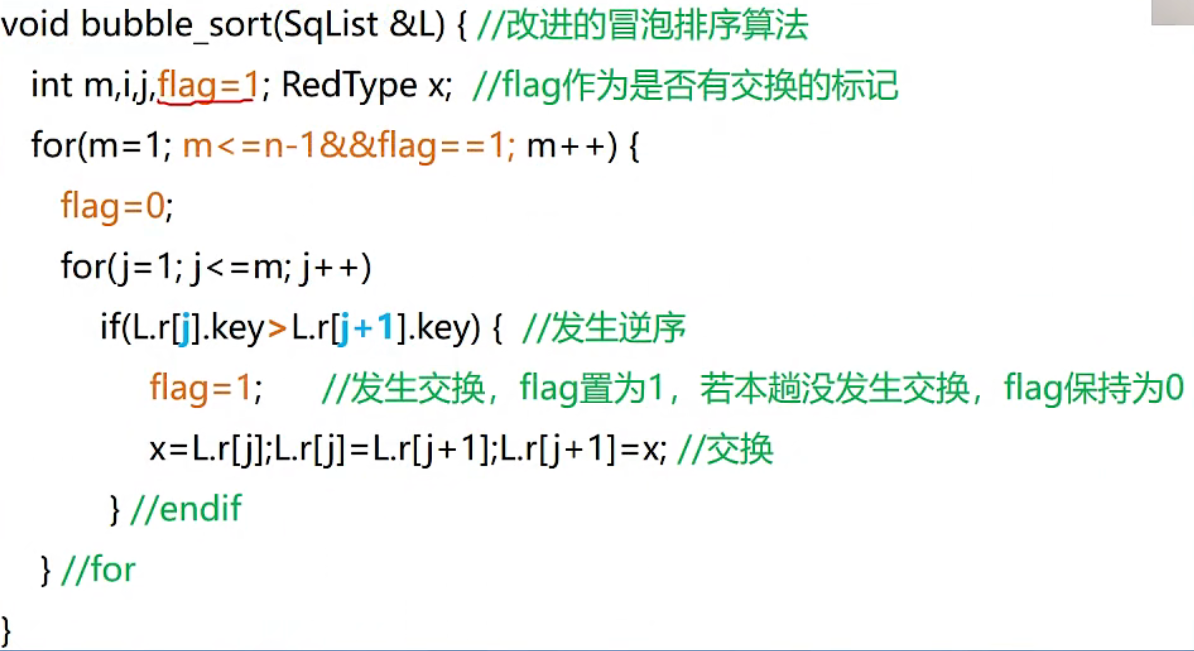 void bubble_sort(SqList &L) { //改进的冒泡排序算法
int m,i,j,flag=1; RedType x; //flag作为是否有交换的标记
for(m=1; m<=n-1&&flag==1; m++) {
flag=0;
for(j=1; j<=m; j++)
if(L.r[j].key>L.r[j+1].key) { //发生逆序
flag=1; //发生交换，flag置为1，若本趟没发生交换，flag保持为0
x=L.r[j];L.r[j]=L.r[j+1];L.r[j+1]=x; //交换
} //endif
} //for
}